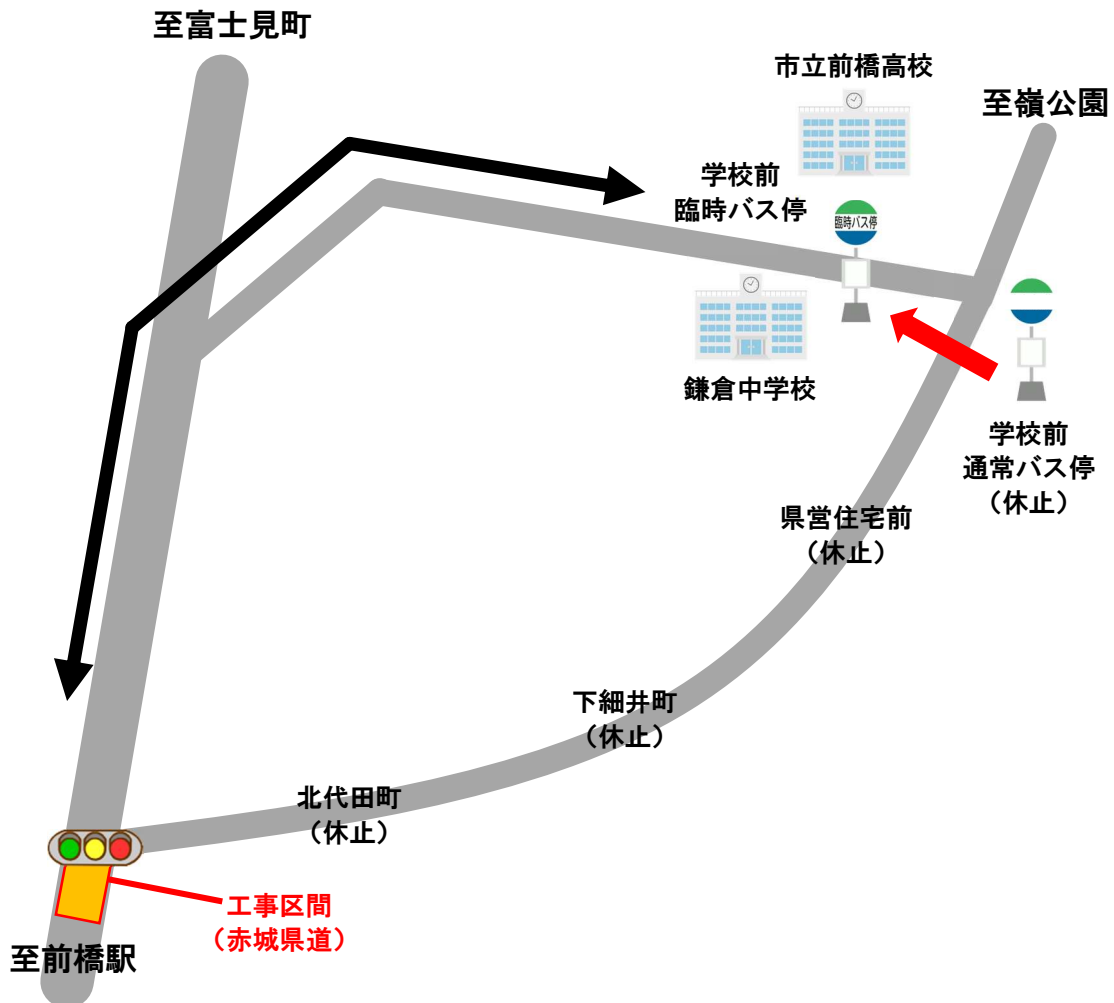 至富士見町
市立前橋高校
至嶺公園
学校前
臨時バス停
臨時バス停
鎌倉中学校
学校前
通常バス停
（休止）
県営住宅前
（休止）
下細井町
（休止）
北代田町
（休止）
工事区間
（赤城県道）
至前橋駅